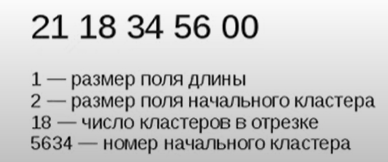 21 18 34 56 00
1 — размер поля длины
2 — размер поля начального кластера
18 — число кластеров в отрезке
5634 — номер начального кластера